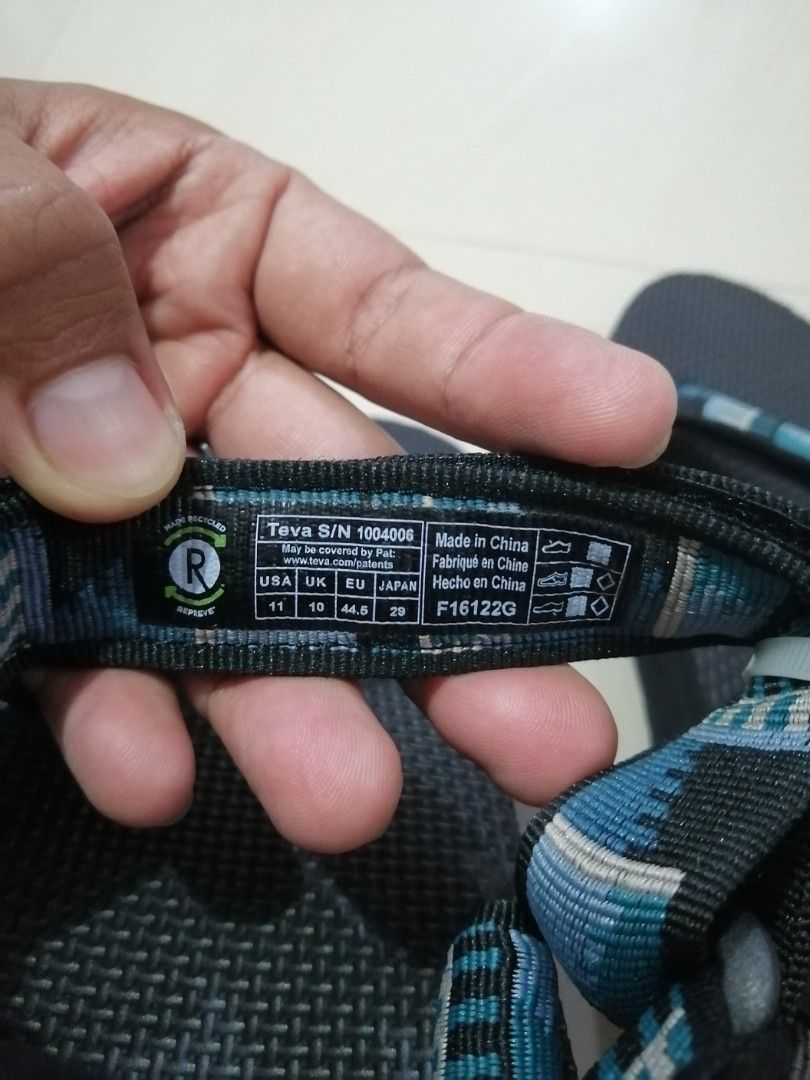 MADE RECYCLED
R
REPREVE®
Teva S/N 1004006
May be covered by Pat:
www.teva.com/patents
USA UK EU JAPAN
11 10 44.5 29
Made in China
Fabriqué en Chine
Hecho en China
F16122G